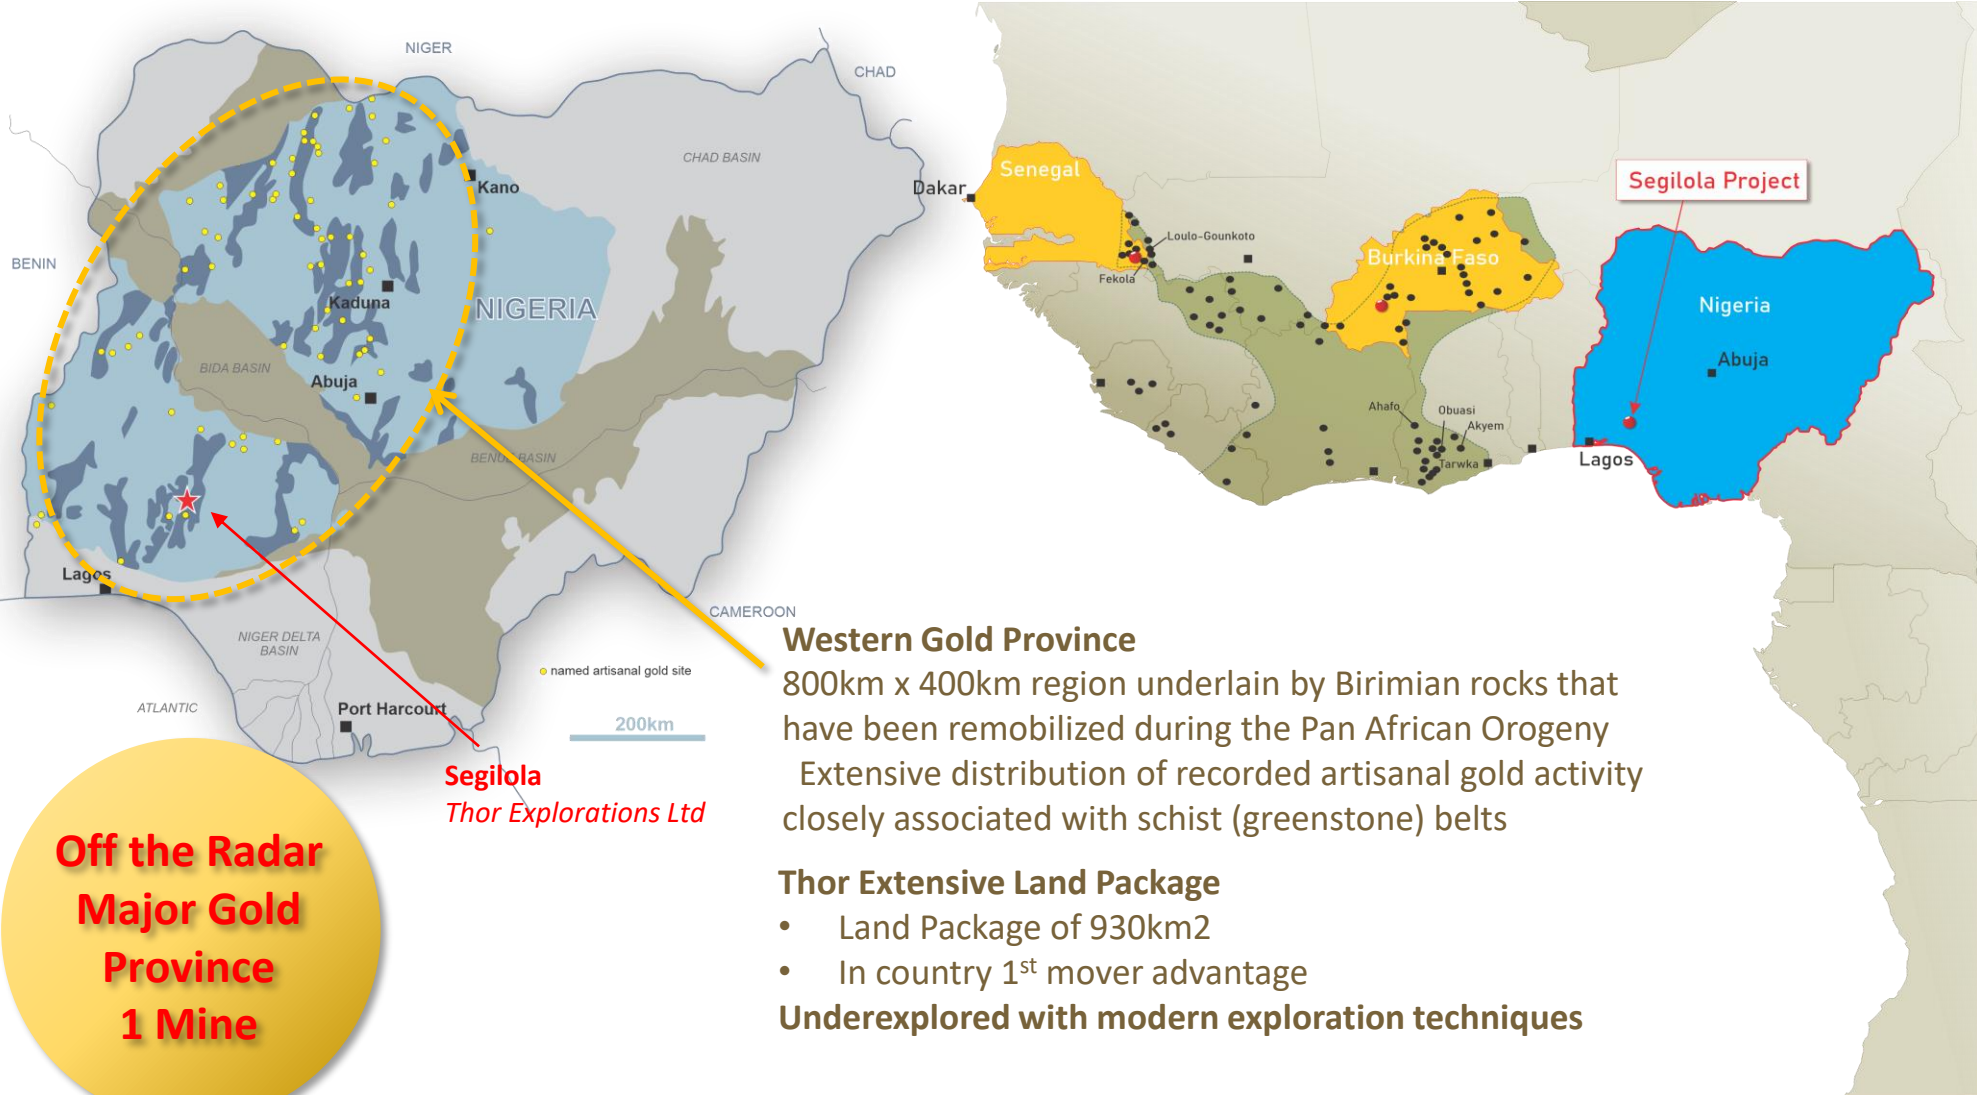 NIGER
CHAD
CHAD BASIN
Kano
BENIN
NIGERIA
Kaduna
BIDA BASIN
Abuja
BENUE BASIN
Lagos
CAMEROON
NIGER DELTA
BASIN
named artisanal gold site
ATLANTIC
Port Harcourt
200km
Segilola
Thor Explorations Ltd
Off the Radar
Major Gold
Province
1 Mine
Senegal
Dakar
Segilola Project
Loulo-Gounkoto
Fekola
Burkina Faso
Nigeria
Abuja
Ahafo
Obuasi
Akyem
Tarwka
Lagos
Western Gold Province
800km x 400km region underlain by Birimian rocks that
have been remobilized during the Pan African Orogeny
Extensive distribution of recorded artisanal gold activity
closely associated with schist (greenstone) belts
Thor Extensive Land Package
• Land Package of 930km2
• In country 1st mover advantage
Underexplored with modern exploration techniques